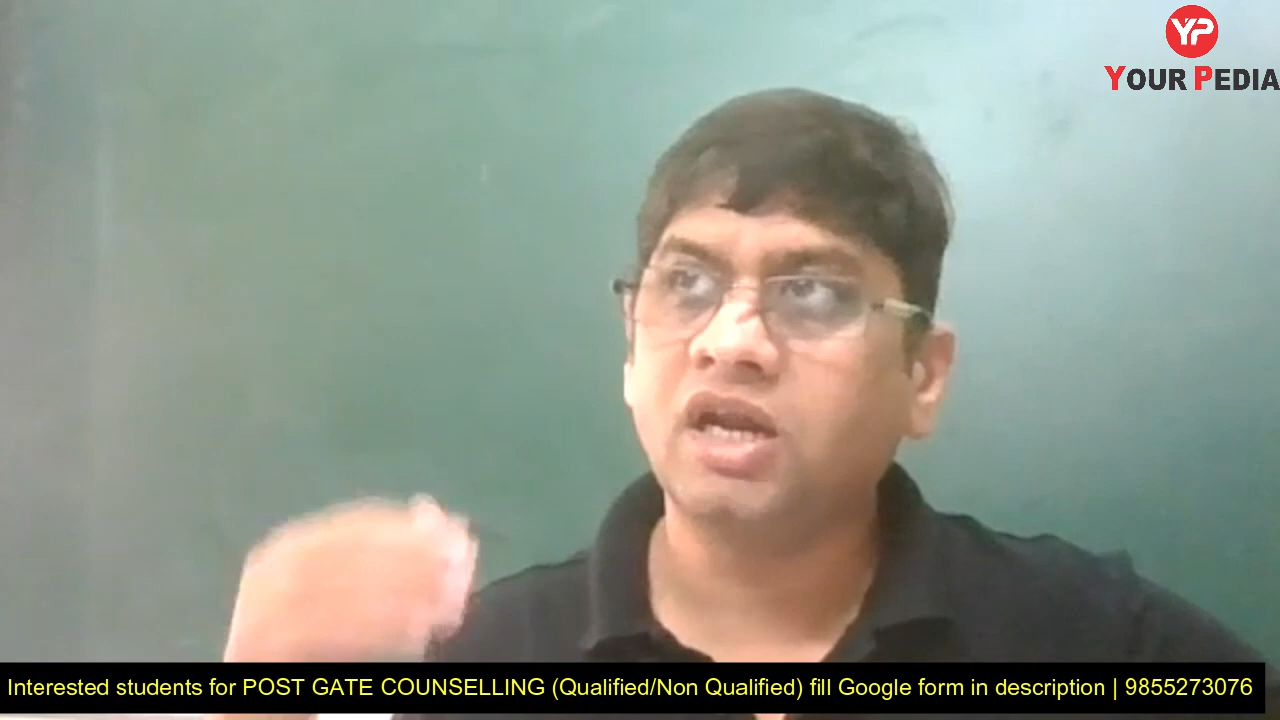 YP
YOUR PEDIA
Interested students for POST GATE COUNSELLING (Qualified/Non Qualified) fill Google form in description | 9855273076